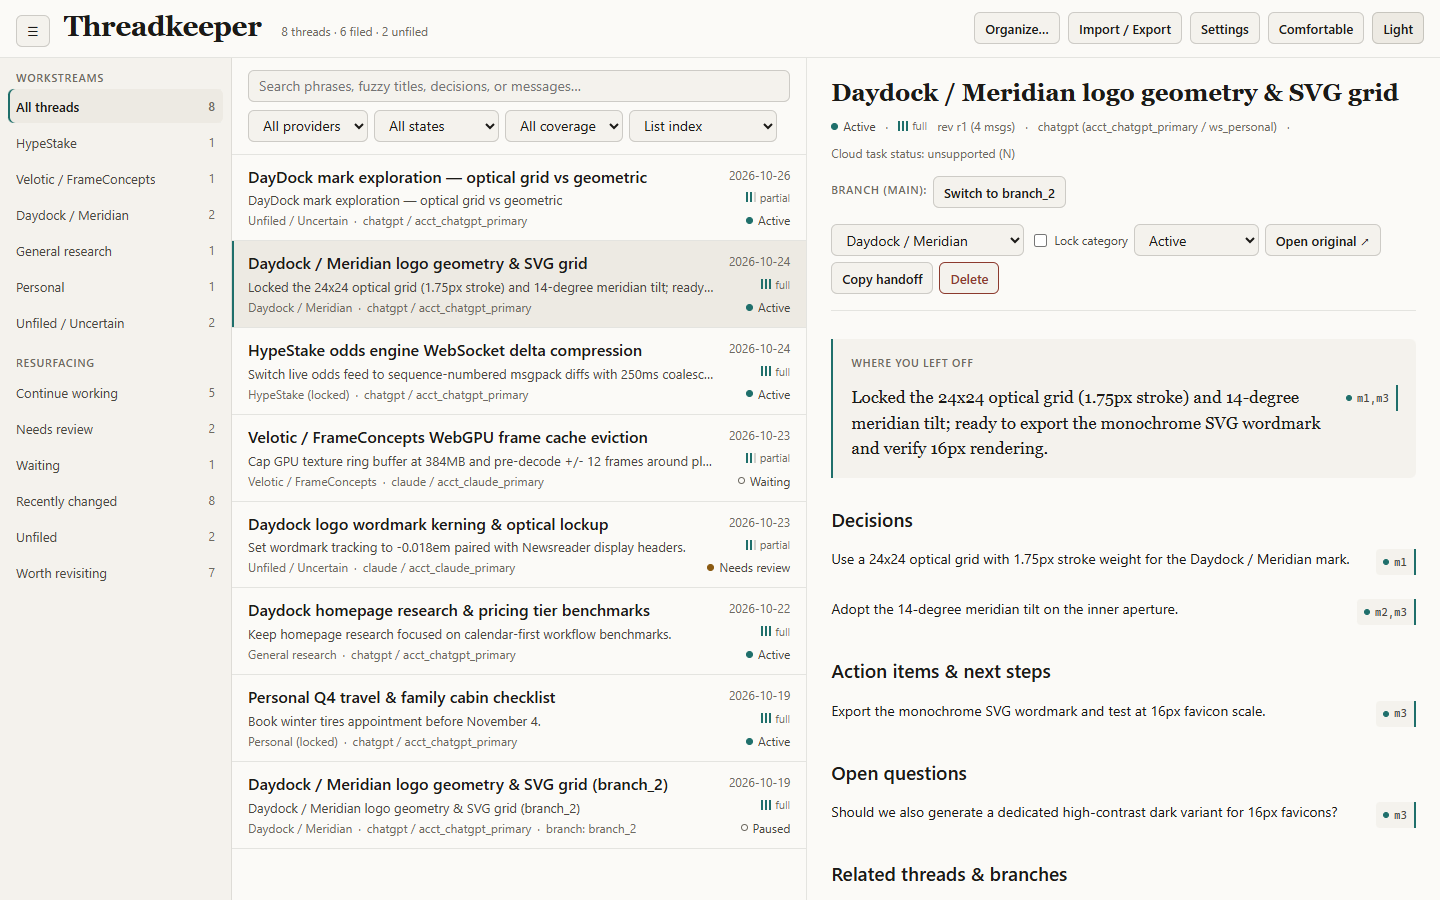 ☰
Threadkeeper
8 threads · 6 filed · 2 unfiled
Organize...
Import / Export
Settings
Comfortable
Light
WORKSTREAMS
All threads 8
HypeStake 1
Velotic / FrameConcepts 1
Daydock / Meridian 2
General research 1
Personal 1
Unfiled / Uncertain 2
RESURFACING
Continue working 5
Needs review 2
Waiting 1
Recently changed 8
Unfiled 2
Worth revisiting 7
Search phrases, fuzzy titles, decisions, or messages...
All providers
All states
All coverage
List index
DayDock mark exploration — optical grid vs geometric 2026-10-26
DayDock mark exploration — optical grid vs geometric partial
Unfiled / Uncertain · chatgpt / acct_chatgpt_primary Active
Daydock / Meridian logo geometry & SVG grid 2026-10-24
Locked the 24x24 optical grid (1.75px stroke) and 14-degree meridian tilt; ready... full
Daydock / Meridian · chatgpt / acct_chatgpt_primary Active
HypeStake odds engine WebSocket delta compression 2026-10-24
Switch live odds feed to sequence-numbered msgpack diffs with 250ms coalesc... full
HypeStake (locked) · chatgpt / acct_chatgpt_primary Active
Velotic / FrameConcepts WebGPU frame cache eviction 2026-10-23
Cap GPU texture ring buffer at 384MB and pre-decode +/- 12 frames around pl... partial
Velotic / FrameConcepts · claude / acct_claude_primary Waiting
Daydock logo wordmark kerning & optical lockup 2026-10-23
Set wordmark tracking to -0.018em paired with Newsreader display headers. partial
Unfiled / Uncertain · claude / acct_claude_primary Needs review
Daydock homepage research & pricing tier benchmarks 2026-10-22
Keep homepage research focused on calendar-first workflow benchmarks. full
General research · chatgpt / acct_chatgpt_primary Active
Personal Q4 travel & family cabin checklist 2026-10-19
Book winter tires appointment before November 4. full
Personal (locked) · chatgpt / acct_chatgpt_primary Active
Daydock / Meridian logo geometry & SVG grid (branch_2) 2026-10-19
Daydock / Meridian logo geometry & SVG grid (branch_2) full
Daydock / Meridian · chatgpt / acct_chatgpt_primary · branch: branch_2 Paused
Daydock / Meridian logo geometry & SVG grid
Active · full rev r1 (4 msgs) · chatgpt (acct_chatgpt_primary / ws_personal) ·
Cloud task status: unsupported (N)
BRANCH (MAIN): Switch to branch_2
Daydock / Meridian Lock category Active Open original ↗
Copy handoff Delete
WHERE YOU LEFT OFF
Locked the 24x24 optical grid (1.75px stroke) and 14-degree m1,m3
meridian tilt; ready to export the monochrome SVG wordmark
and verify 16px rendering.
Decisions
Use a 24x24 optical grid with 1.75px stroke weight for the Daydock / Meridian mark. m1
Adopt the 14-degree meridian tilt on the inner aperture. m2,m3
Action items & next steps
Export the monochrome SVG wordmark and test at 16px favicon scale. m3
Open questions
Should we also generate a dedicated high-contrast dark variant for 16px favicons? m3
Related threads & branches